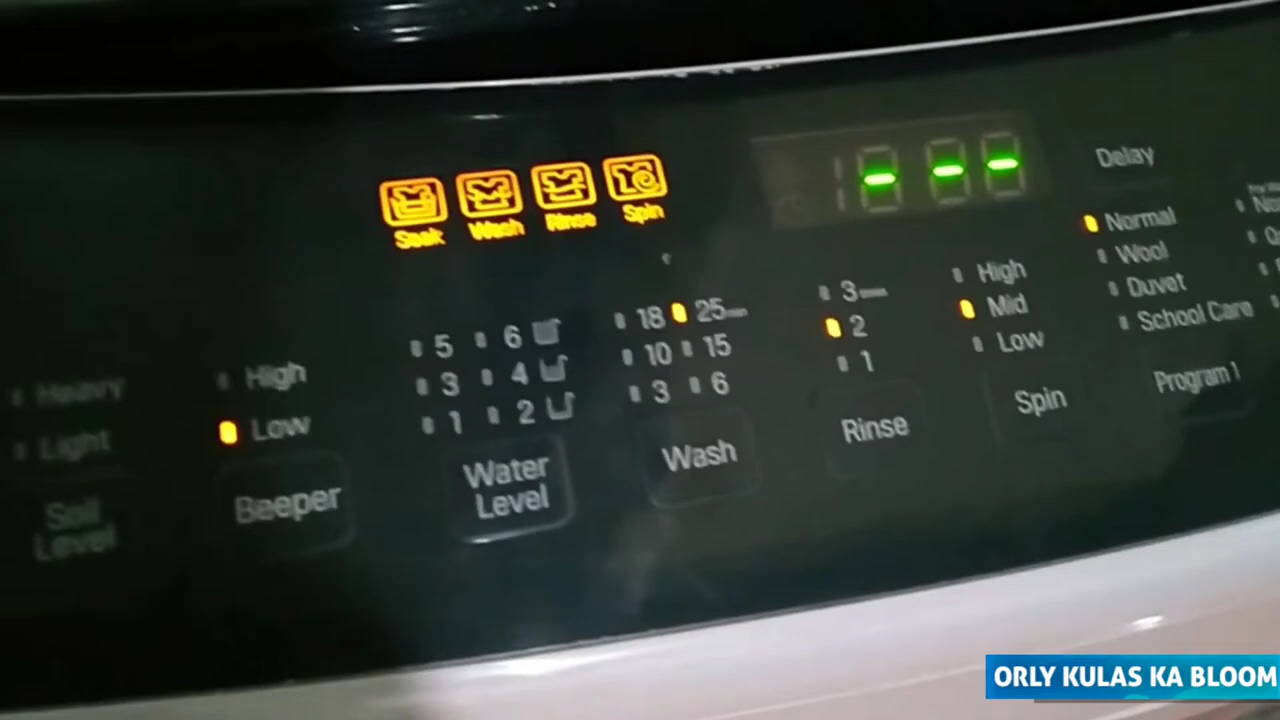 Soak Wash Rinse Spin
- --
Delay
Normal
Wool
Duvet
School Care
Program 1
High
Mid
Low
Spin
3
2
1
Rinse
18 25
10 15
3 6
Wash
5 6
3 4
1 2
Water
Level
High
Low
Beeper
Heavy
Light
Soil
Level
ORLY KULAS KA BLOOM